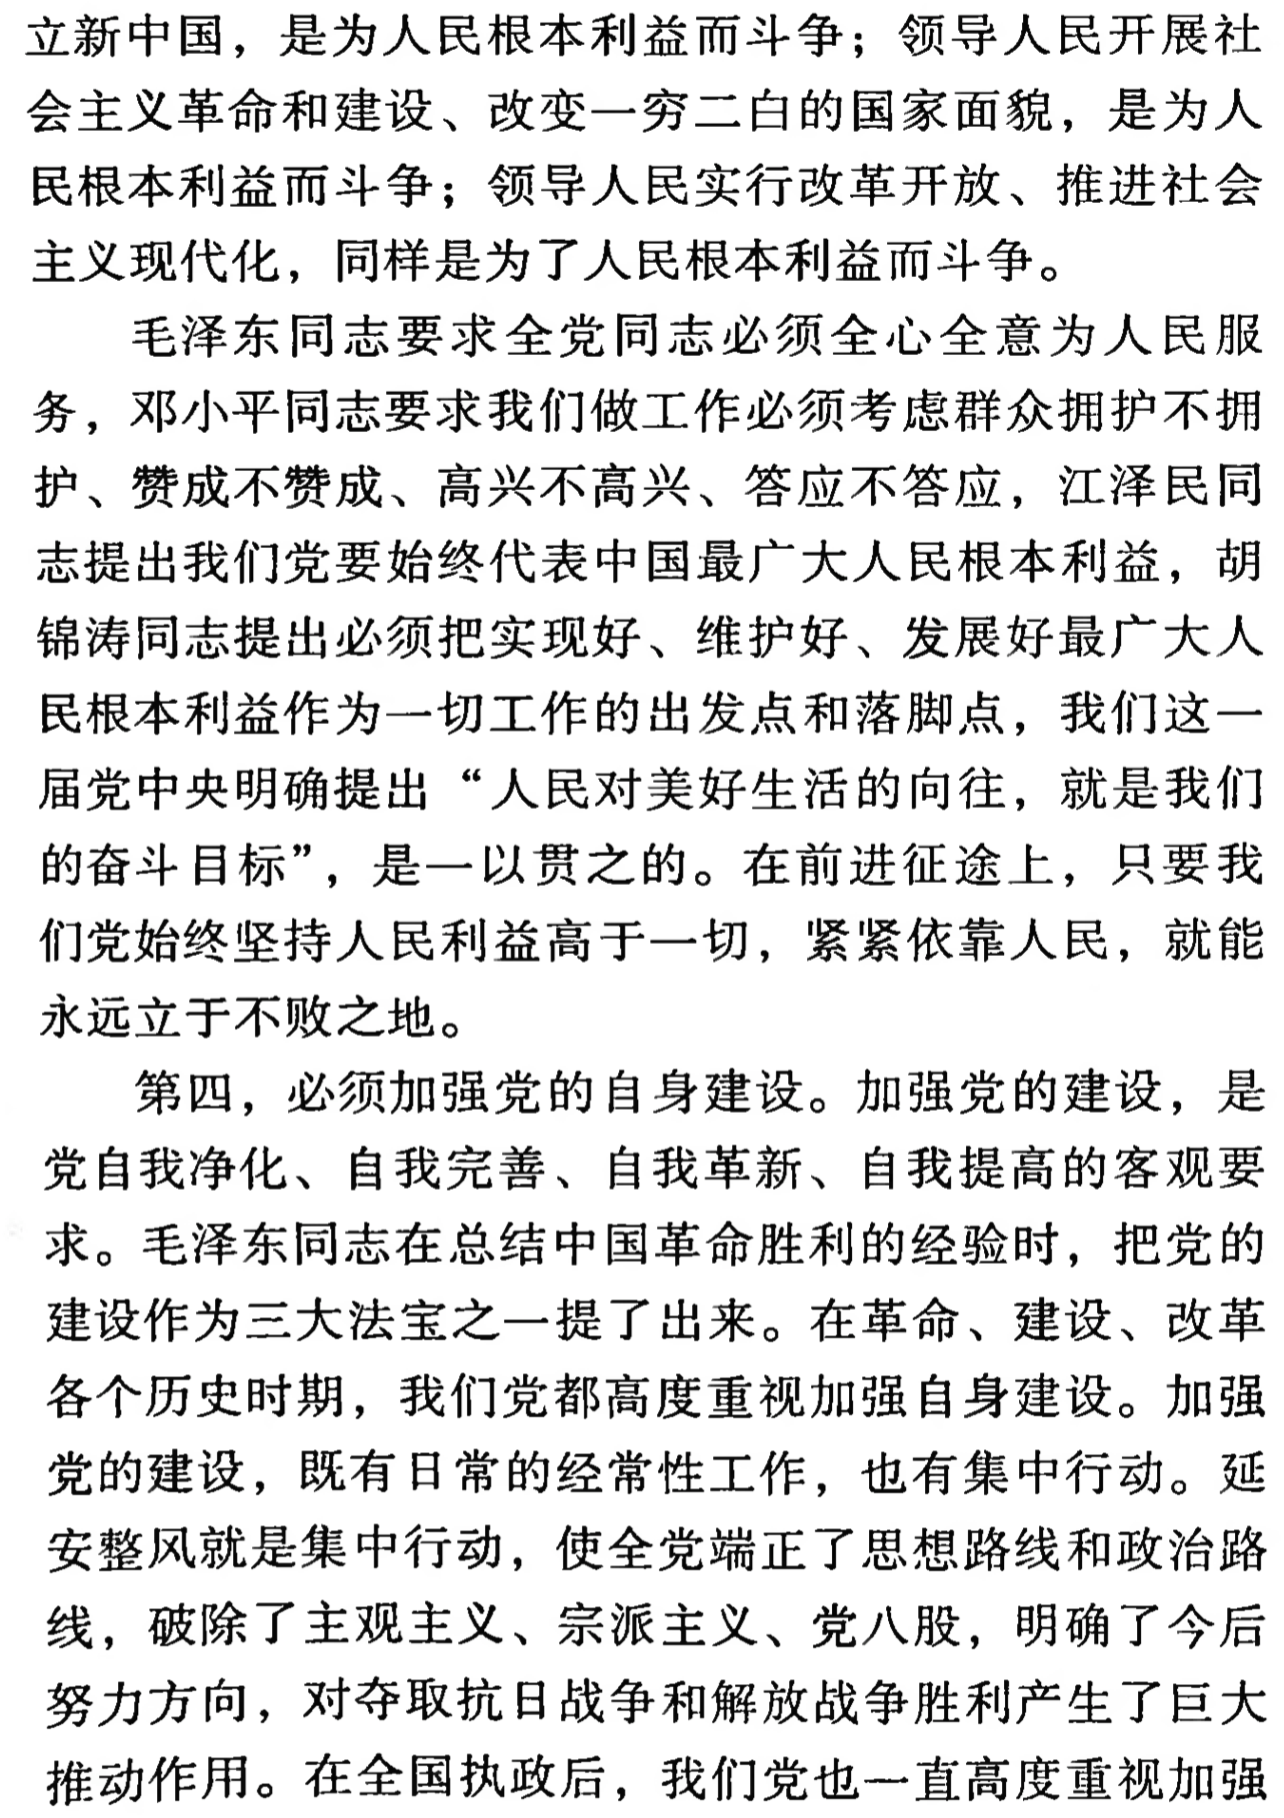 立新中国，是为人民根本利益而斗争；领导人民开展社
会主义革命和建设、改变一穷二白的国家面貌，是为人
民根本利益而斗争；领导人民实行改革开放、推进社会
主义现代化，同样是为了人民根本利益而斗争。
毛泽东同志要求全党同志必须全心全意为人民服
务，邓小平同志要求我们做工作必须考虑群众拥护不拥
护、赞成不赞成、高兴不高兴、答应不答应，江泽民同
志提出我们党要始终代表中国最广大人民根本利益，胡
锦涛同志提出必须把实现好、维护好、发展好最广大人
民根本利益作为一切工作的出发点和落脚点，我们这一
届党中央明确提出“人民对美好生活的向往，就是我们
的奋斗目标”，是一以贯之的。在前进征途上，只要我
们党始终坚持人民利益高于一切，紧紧依靠人民，就能
永远立于不败之地。
第四，必须加强党的自身建设。加强党的建设，是
党自我净化、自我完善、自我革新、自我提高的客观要
求。毛泽东同志在总结中国革命胜利的经验时，把党的
建设作为三大法宝之一提了出来。在革命、建设、改革
各个历史时期，我们党都高度重视加强自身建设。加强
党的建设，既有日常的经常性工作，也有集中行动。延
安整风就是集中行动，使全党端正了思想路线和政治路
线，破除了主观主义、宗派主义、党八股，明确了今后
努力方向，对夺取抗日战争和解放战争胜利产生了巨大
推动作用。在全国执政后，我们党也一直高度重视加强